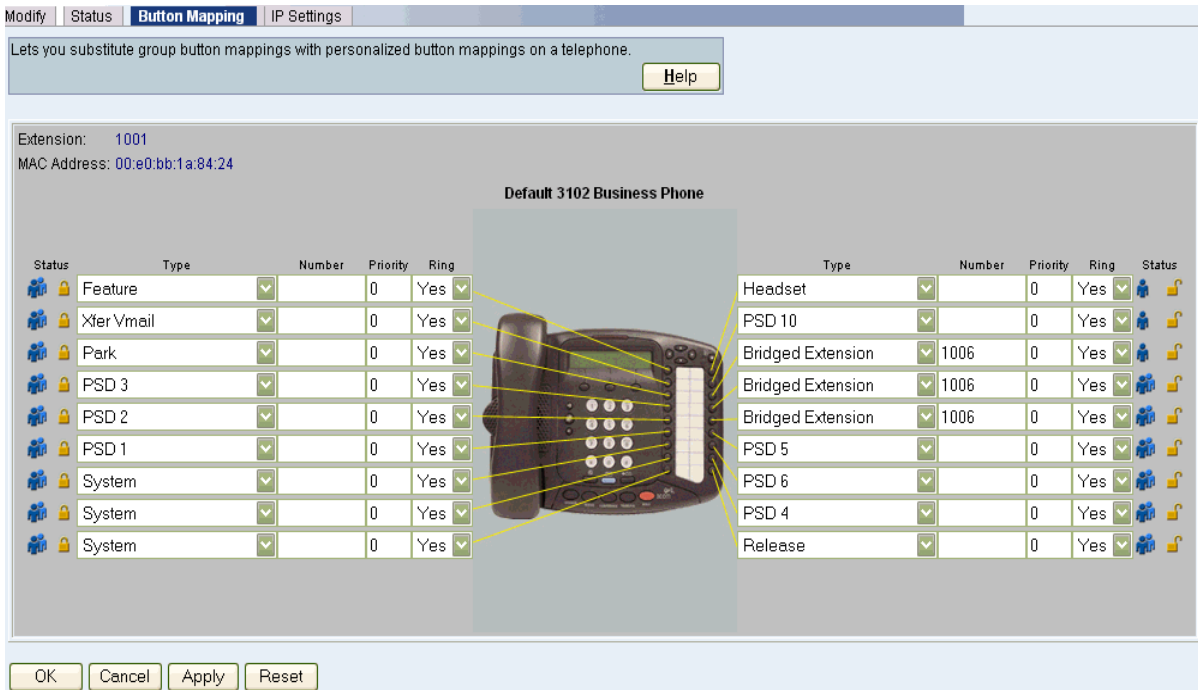 Modify Status Button Mapping IP Settings
Lets you substitute group button mappings with personalized button mappings on a telephone.
Help
Extension: 1001
MAC Address: 00:e0:bb:1a:84:24
Default 3102 Business Phone
Status Type Number Priority Ring Type Number Priority Ring Status
Feature 0 Yes Headset 0 Yes
Xfer Vmail 0 Yes PSD 10 0 Yes
Park 0 Yes Bridged Extension 1006 0 Yes
PSD 3 0 Yes Bridged Extension 1006 0 Yes
PSD 2 0 Yes Bridged Extension 1006 0 Yes
PSD 1 0 Yes PSD 5 0 Yes
System 0 Yes PSD 6 0 Yes
System 0 Yes PSD 4 0 Yes
System 0 Yes Release 0 Yes
OK Cancel Apply Reset